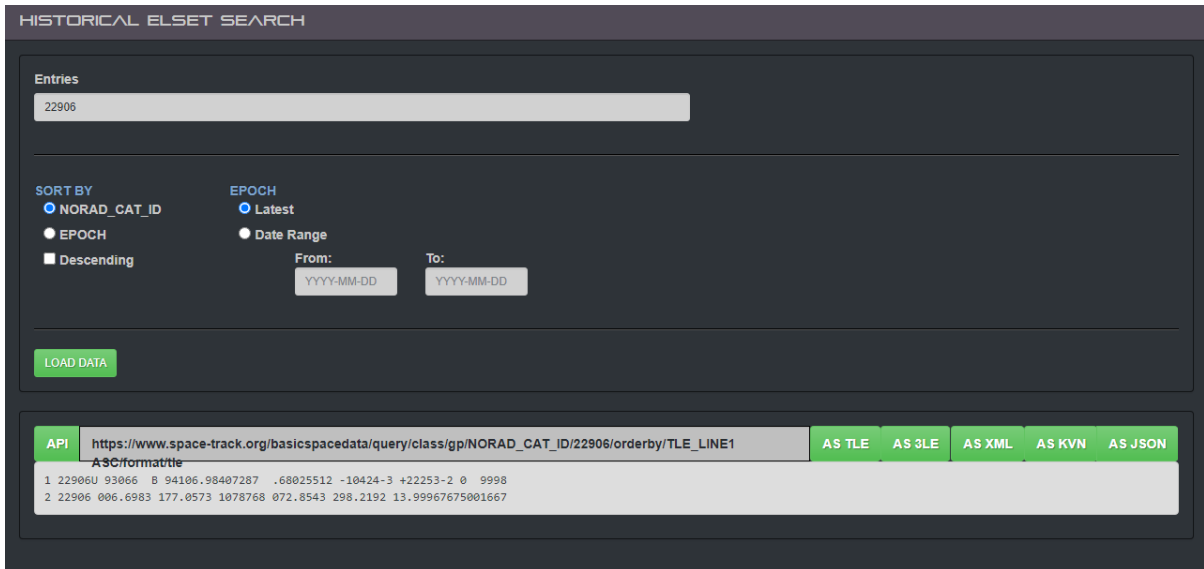 HISTORICAL ELSET SEARCH
Entries
22906
SORT BY
NORAD_CAT_ID
EPOCH
Descending
EPOCH
Latest
Date Range
From:
YYYY-MM-DD
To:
YYYY-MM-DD
LOAD DATA
API
https://www.space-track.org/basicspacedata/query/class/gp/NORAD_CAT_ID/22906/orderby/TLE_LINE1
ASC/format/tle
AS TLE
AS 3LE
AS XML
AS KVN
AS JSON
1 22906U 93066  B 94106.98407287  .68025512 -10424-3 +22253-2 0  9998
2 22906 006.6983 177.0573 1078768 072.8543 298.2192 13.99967675001667